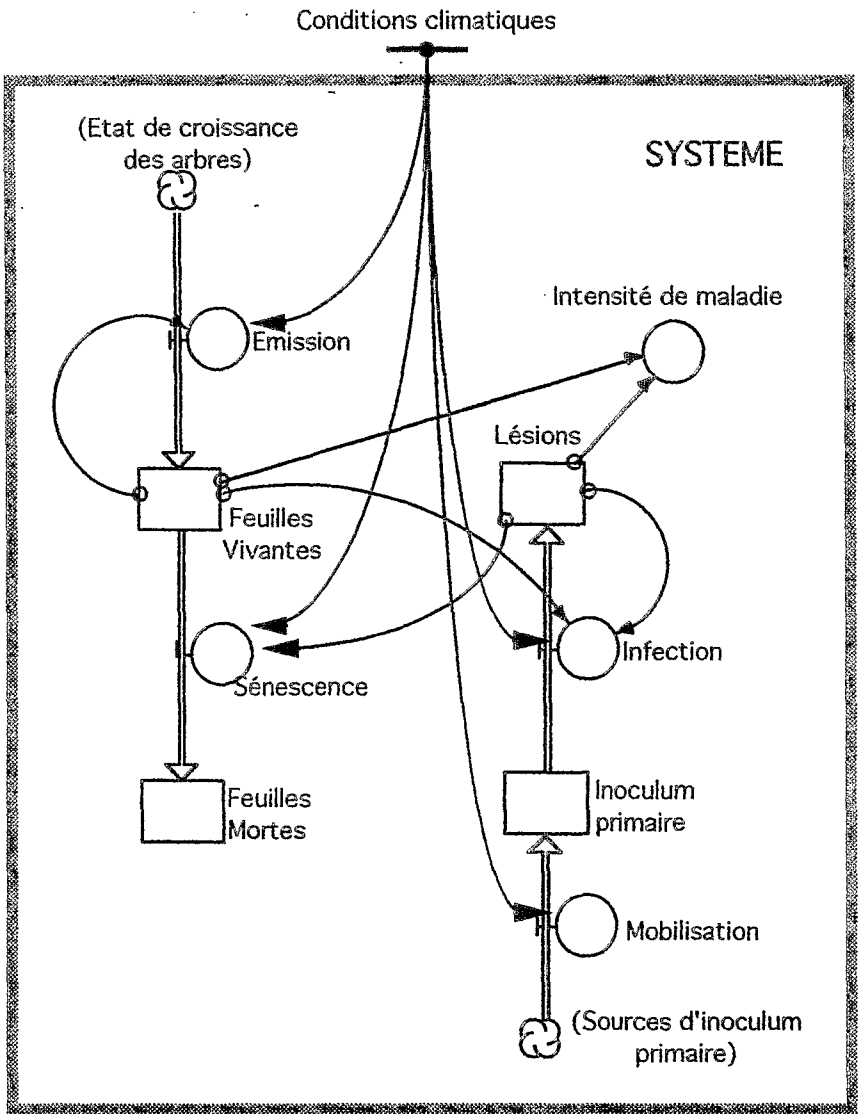 Conditions climatiques
(Etat de croissance
des arbres)
SYSTEME
Intensité de maladie
Emission
Lésions
Feuilles
Vivantes
Infection
Sénescence
Feuilles
Mortes
Inoculum
primaire
Mobilisation
(Sources d'inoculum
primaire)